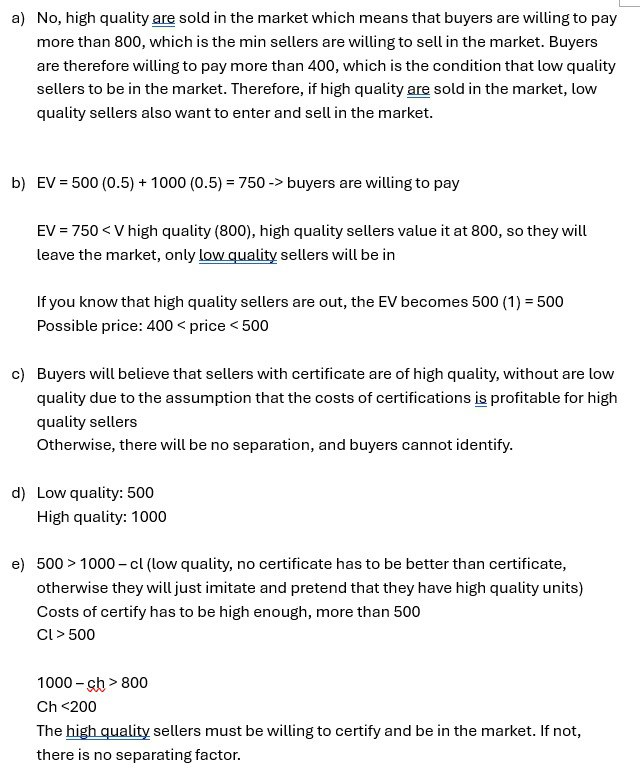 a) No, high quality are sold in the market which means that buyers are willing to pay
more than 800, which is the min sellers are willing to sell in the market. Buyers
are therefore willing to pay more than 400, which is the condition that low quality
sellers to be in the market. Therefore, if high quality are sold in the market, low
quality sellers also want to enter and sell in the market.
b) EV = 500 (0.5) + 1000 (0.5) = 750 -> buyers are willing to pay
EV = 750 < V high quality (800), high quality sellers value it at 800, so they will
leave the market, only low quality sellers will be in
If you know that high quality sellers are out, the EV becomes 500 (1) = 500
Possible price: 400 < price < 500
c) Buyers will believe that sellers with certificate are of high quality, without are low
quality due to the assumption that the costs of certifications is profitable for high
quality sellers
Otherwise, there will be no separation, and buyers cannot identify.
d) Low quality: 500
High quality: 1000
e) 500 > 1000 – cl (low quality, no certificate has to be better than certificate,
otherwise they will just imitate and pretend that they have high quality units)
Costs of certify has to be high enough, more than 500
Cl > 500
1000 – ch > 800
Ch <200
The high quality sellers must be willing to certify and be in the market. If not,
there is no separating factor.